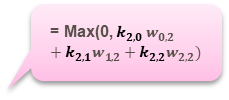 = Max(0, k₂,₀ w₀,₂
+ k₂,₁w₁,₂ + k₂,₂w₂,₂)